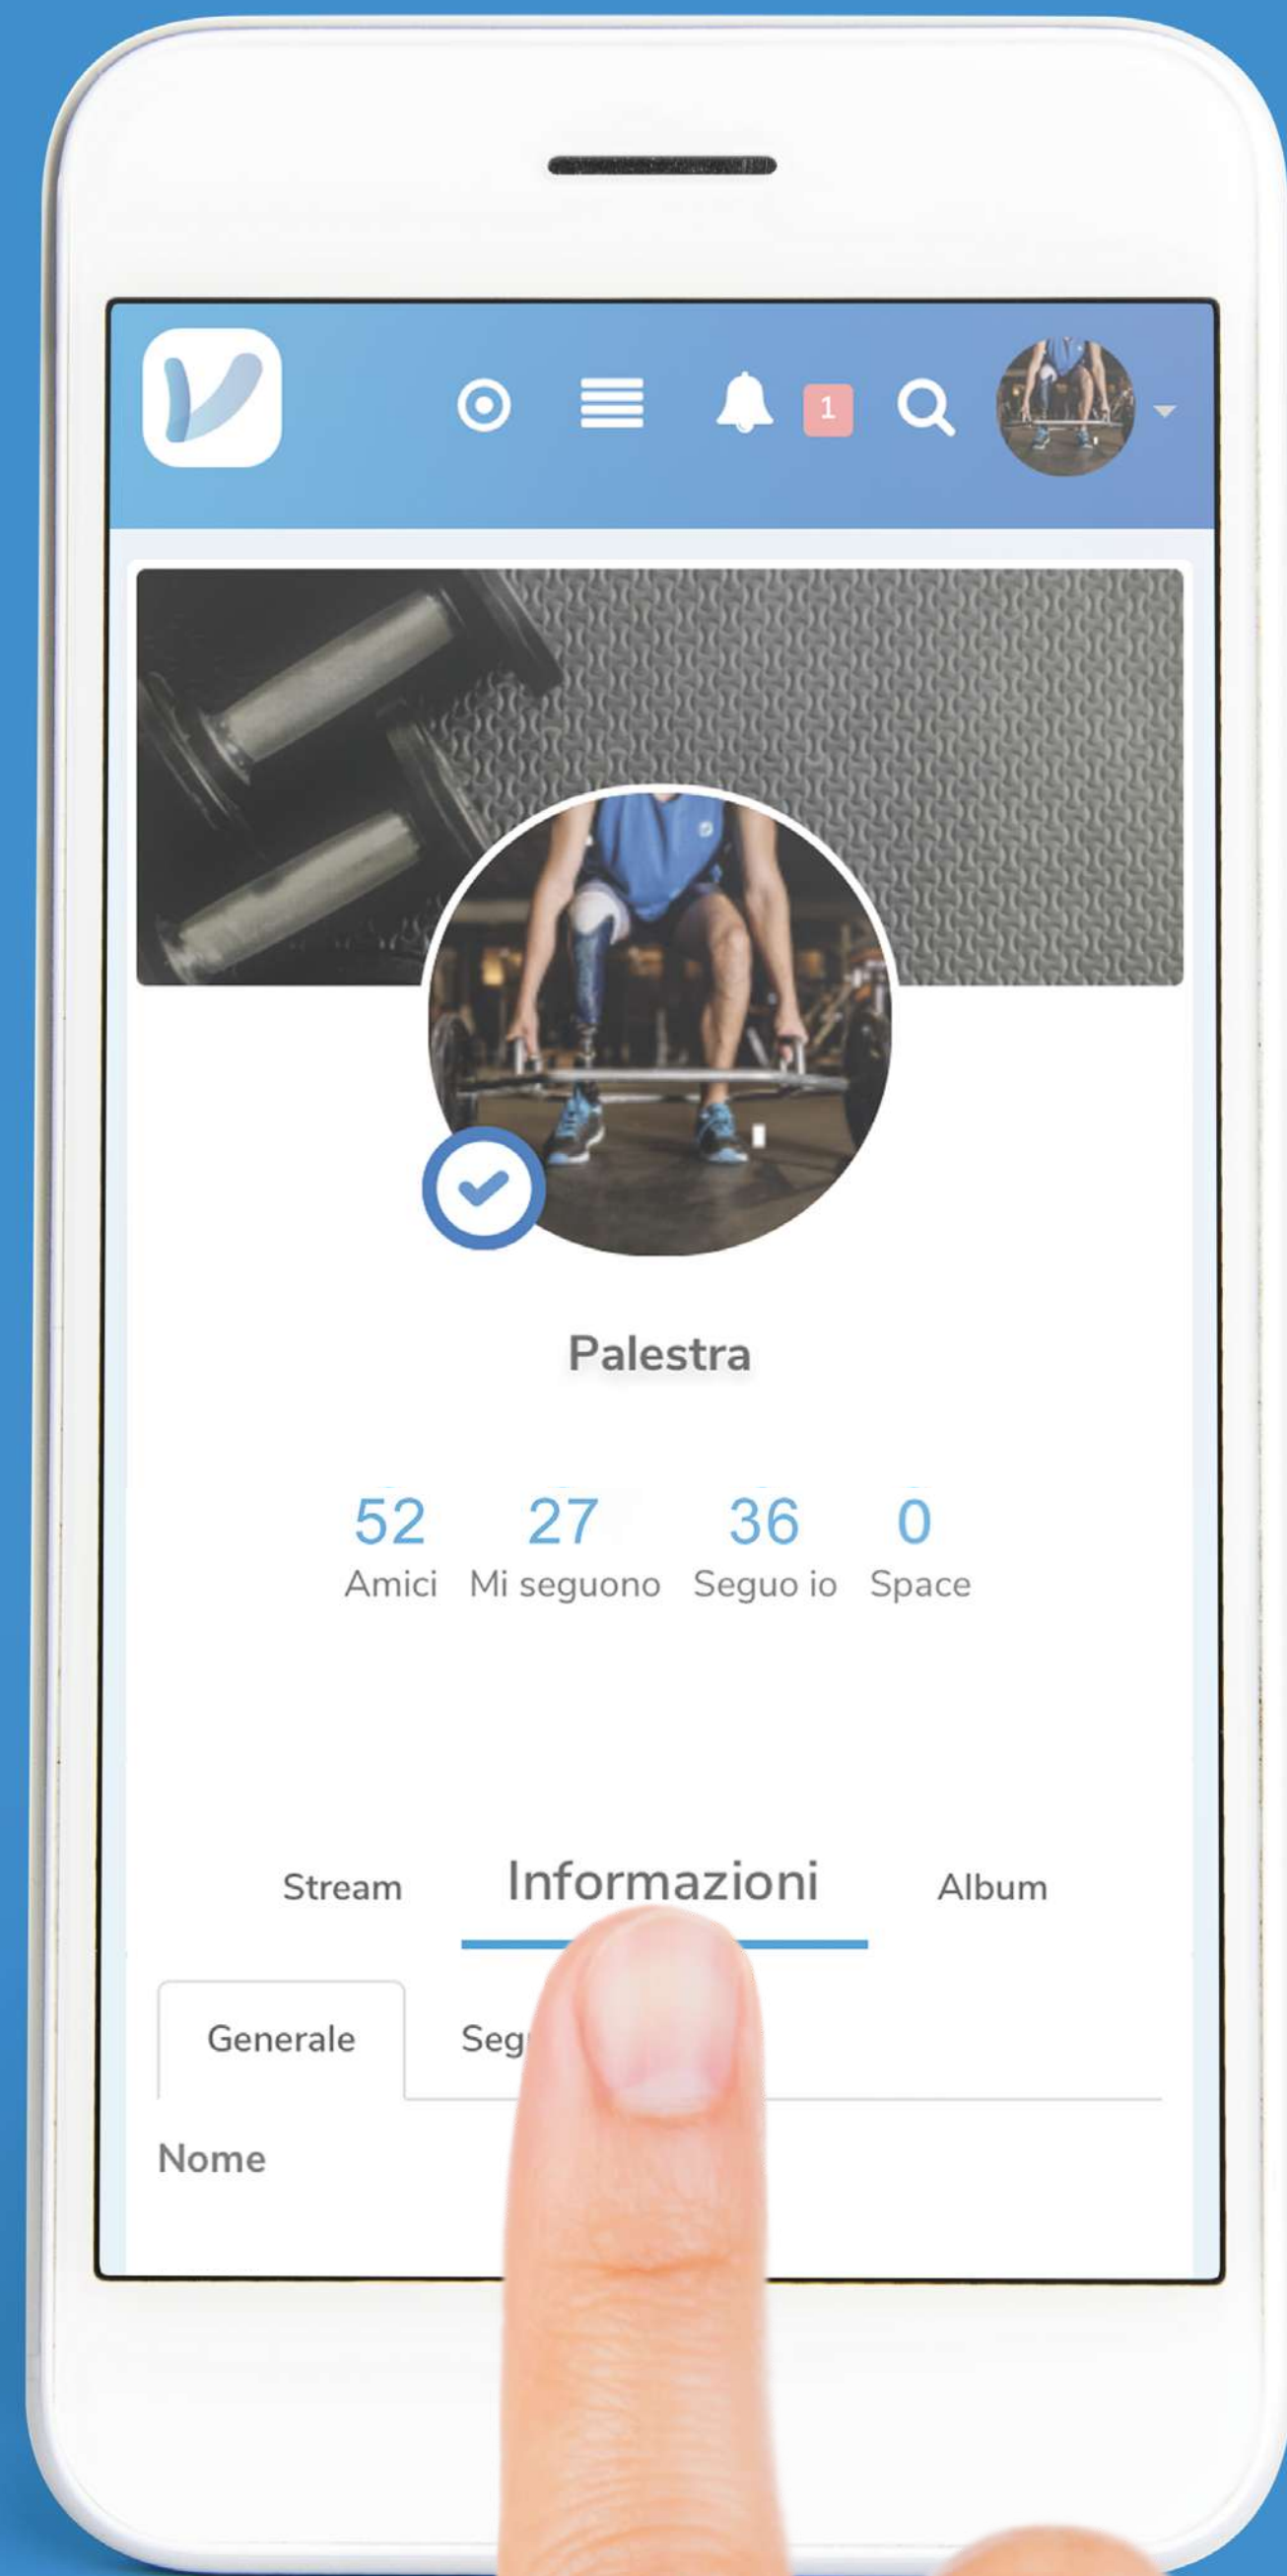 1
Palestra
52 27 36 0
Amici Mi seguono Seguo io Space
Stream Informazioni Album
Generale
Nome